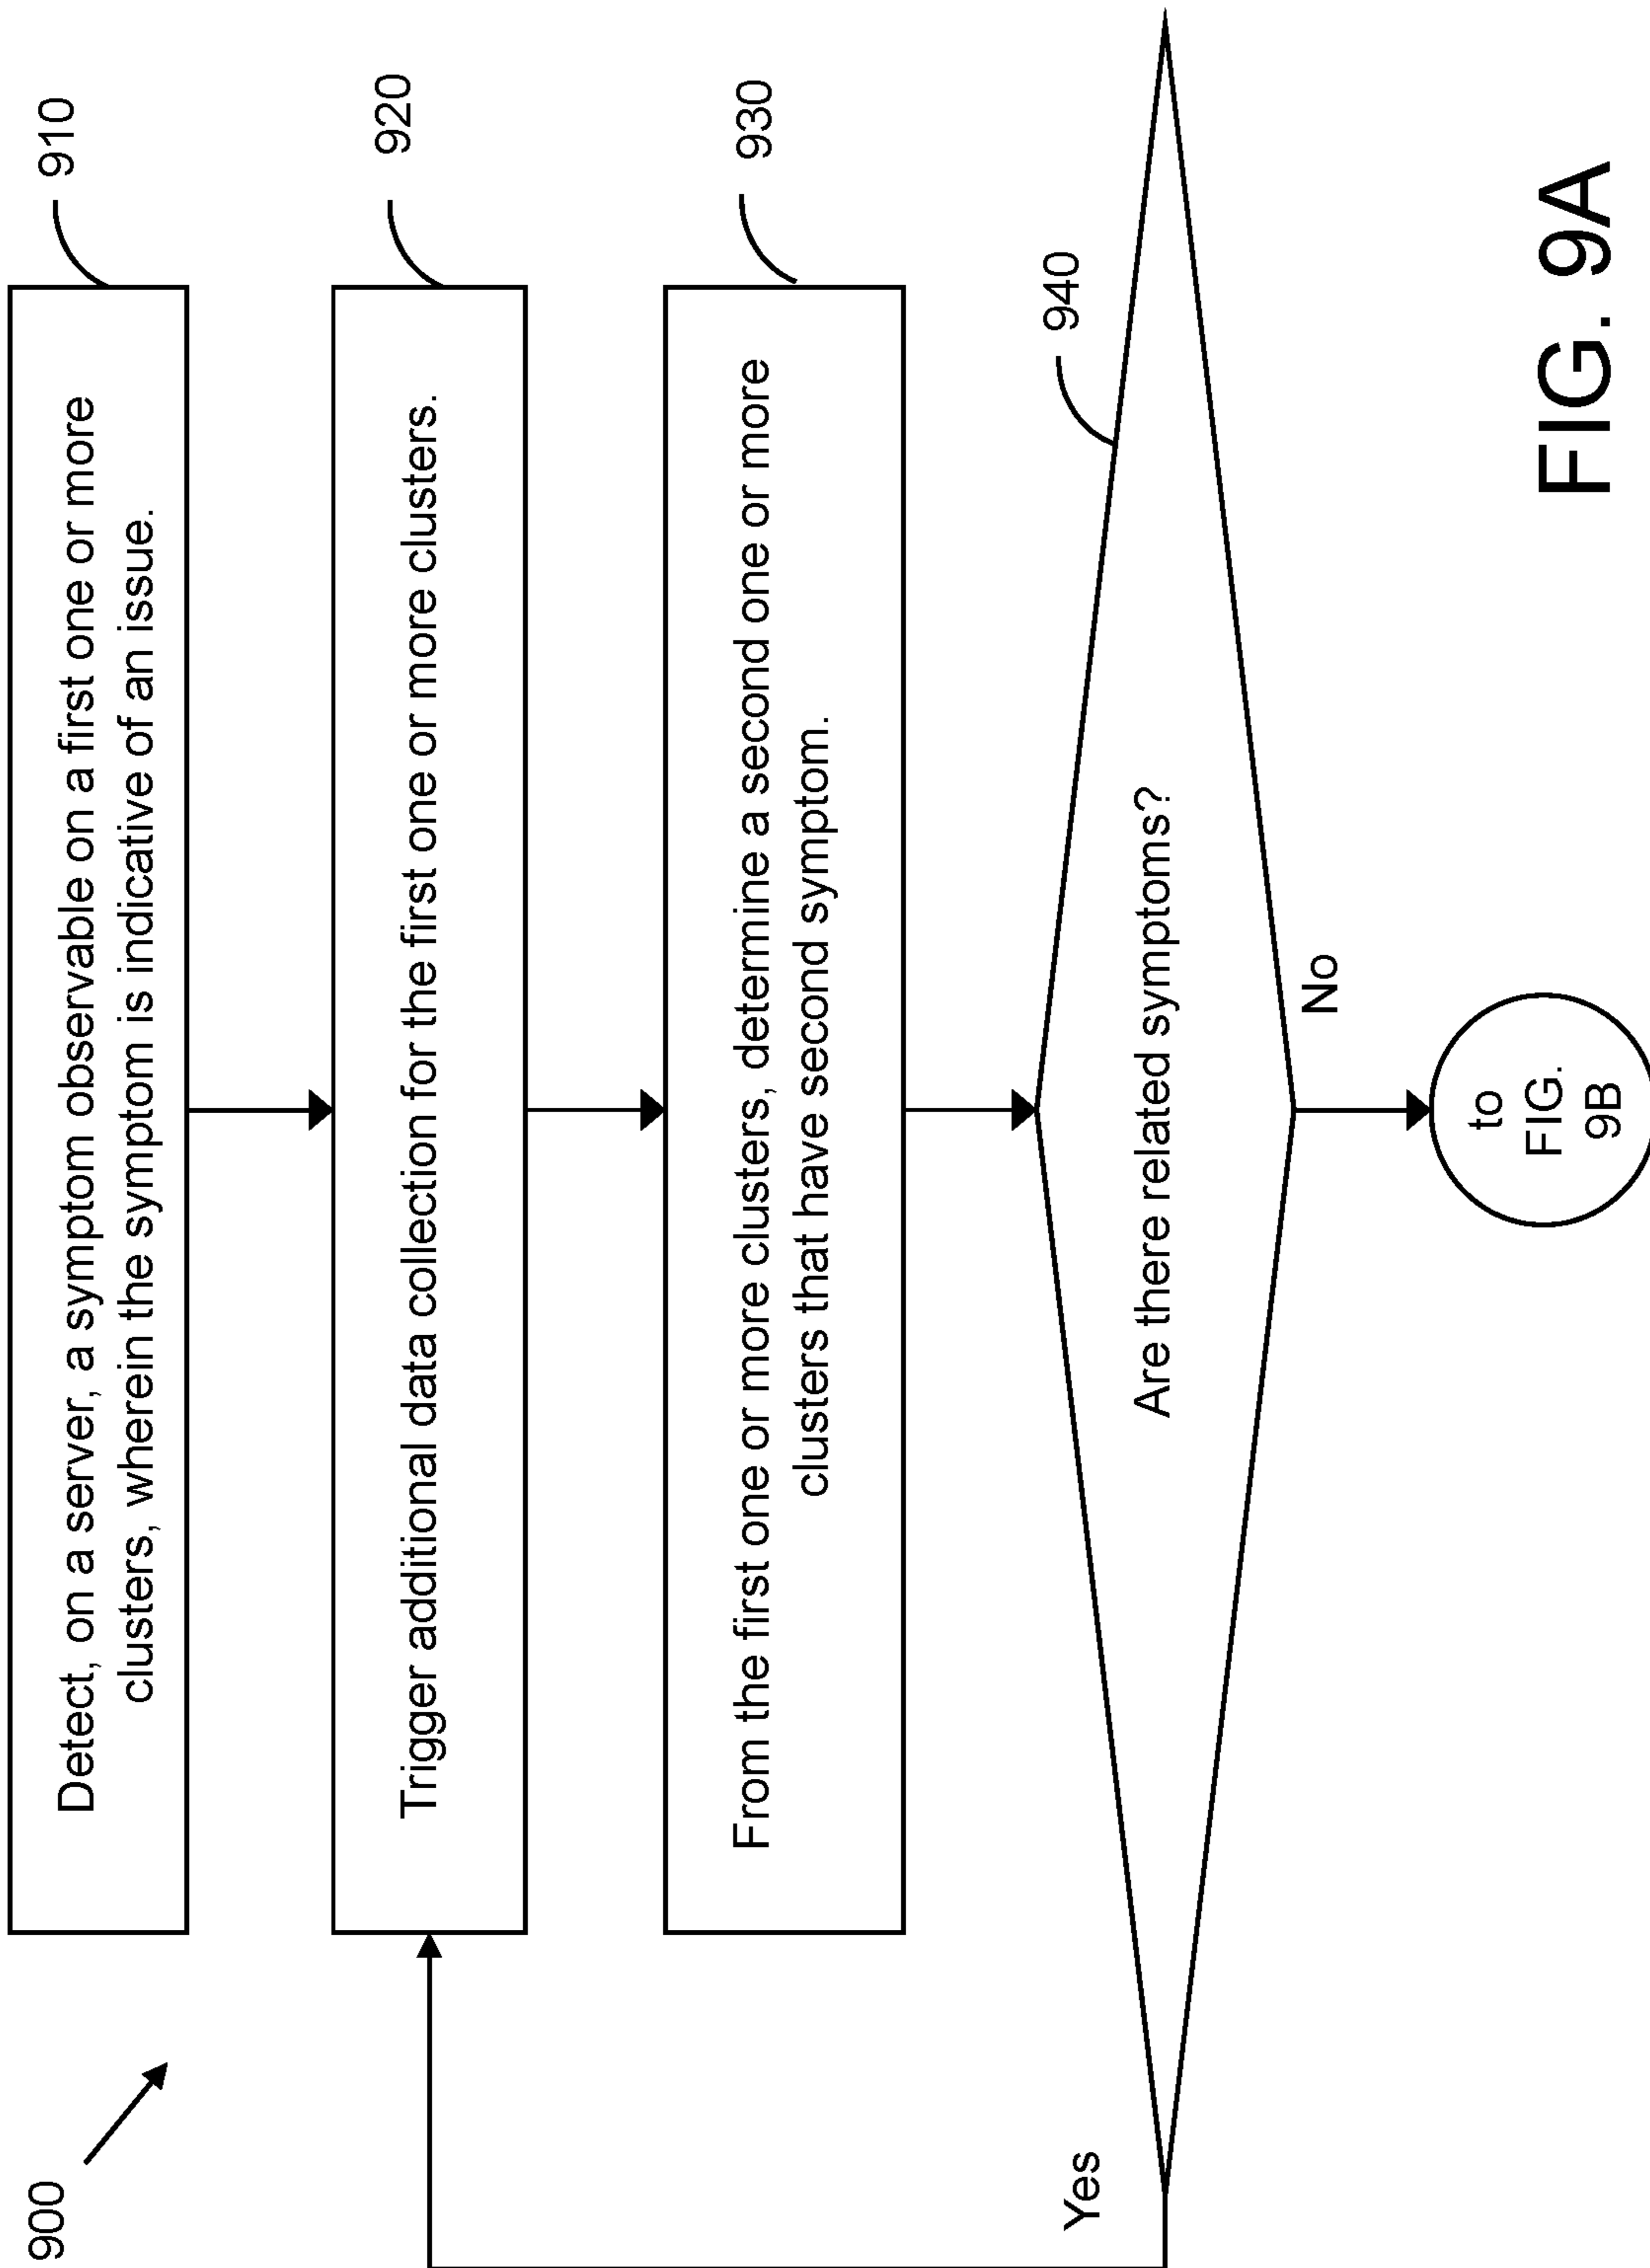 900
910
Detect, on a server, a symptom observable on a first one or more
clusters, wherein the symptom is indicative of an issue.
920
Trigger additional data collection for the first one or more clusters.
930
From the first one or more clusters, determine a second one or more
clusters that have second symptom.
940
Are there related symptoms?
Yes
No
to
FIG.
9B
FIG. 9A